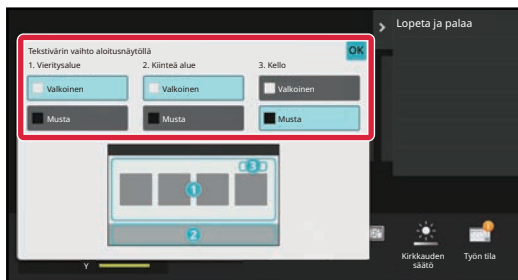 Lopeta ja palaa
Tekstivärin vaihto aloitusnäytöllä
OK
1. Vieritysalue
2. Kiinteä alue
3. Kello
Valkoinen
Valkoinen
Valkoinen
Musta
Musta
Musta
3
1
2
Kirkkauden
säätö
Työn tila
Y